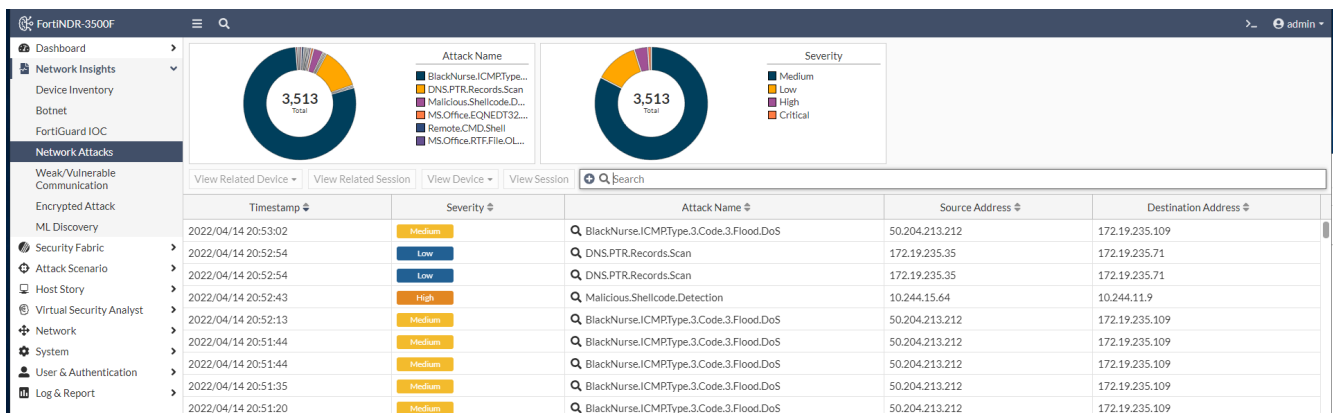 FortiNDR-3500F
>_ admin
Dashboard
Network Insights
Device Inventory
Botnet
FortiGuard IOC
Network Attacks
Weak/Vulnerable
Communication
Encrypted Attack
ML Discovery
Security Fabric
Attack Scenario
Host Story
Virtual Security Analyst
Network
System
User & Authentication
Log & Report
3,513
Total
Attack Name
BlackNurse.ICMP.Type...
DNS.PTR.Records.Scan
Malicious.Shellcode.D...
MS.Office.EQNEDT32....
Remote.CMD.Shell
MS.Office.RTF.File.OL...
3,513
Total
Severity
Medium
Low
High
Critical
View Related Device View Related Session View Device View Session Search
Timestamp Severity Attack Name Source Address Destination Address
2022/04/14 20:53:02 Medium BlackNurse.ICMP.Type.3.Code.3.Flood.DoS 50.204.213.212 172.19.235.109
2022/04/14 20:52:54 Low DNS.PTR.Records.Scan 172.19.235.35 172.19.235.71
2022/04/14 20:52:54 Low DNS.PTR.Records.Scan 172.19.235.35 172.19.235.71
2022/04/14 20:52:43 High Malicious.Shellcode.Detection 10.244.15.64 10.244.11.9
2022/04/14 20:52:13 Medium BlackNurse.ICMP.Type.3.Code.3.Flood.DoS 50.204.213.212 172.19.235.109
2022/04/14 20:51:44 Medium BlackNurse.ICMP.Type.3.Code.3.Flood.DoS 50.204.213.212 172.19.235.109
2022/04/14 20:51:44 Medium BlackNurse.ICMP.Type.3.Code.3.Flood.DoS 50.204.213.212 172.19.235.109
2022/04/14 20:51:35 Medium BlackNurse.ICMP.Type.3.Code.3.Flood.DoS 50.204.213.212 172.19.235.109
2022/04/14 20:51:20 Medium BlackNurse.ICMP.Type.3.Code.3.Flood.DoS 50.204.213.212 172.19.235.109